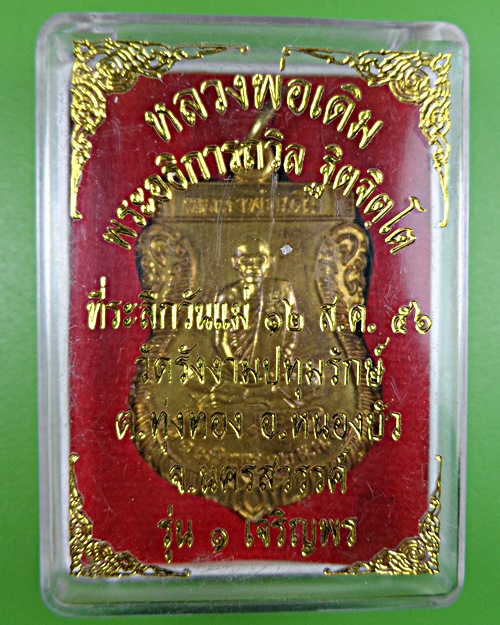 หลวงพ่อเดิม
พระอธิการถวิล ฐิตจิตฺโต
ที่ระลึกวันแม่ ๑๒ ส.ค. ๕๖
วัดรังงามปทุมรักษ์
ต.ทุ่งทอง อ.หนองบัว
จ.นครสวรรค์
รุ่น ๑ เจริญพร